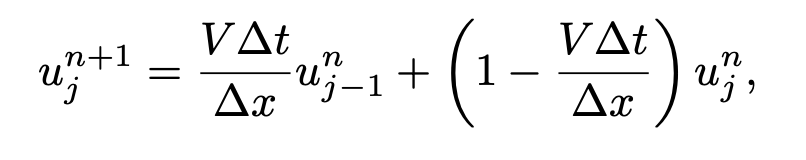 u_j^{n+1} = \frac{V\Delta t}{\Delta x} u_{j-1}^n + \left(1 - \frac{V\Delta t}{\Delta x}\right) u_j^n,